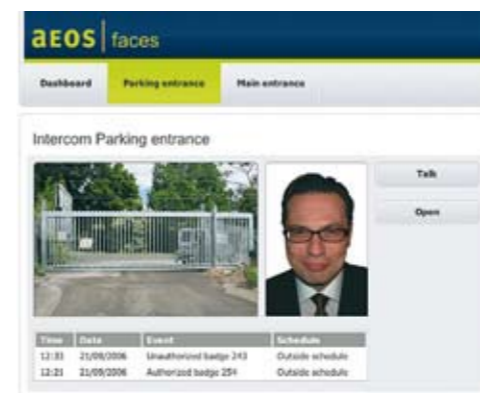 aEOS faces
Dashboard Parking entrance Main entrance
Intercom Parking entrance
Talk
Open
Time Date Event Schedule
12:33 21/09/2006 Unauthorized badge 243 Outside schedule
12:21 21/09/2006 Authorized badge 254 Outside schedule